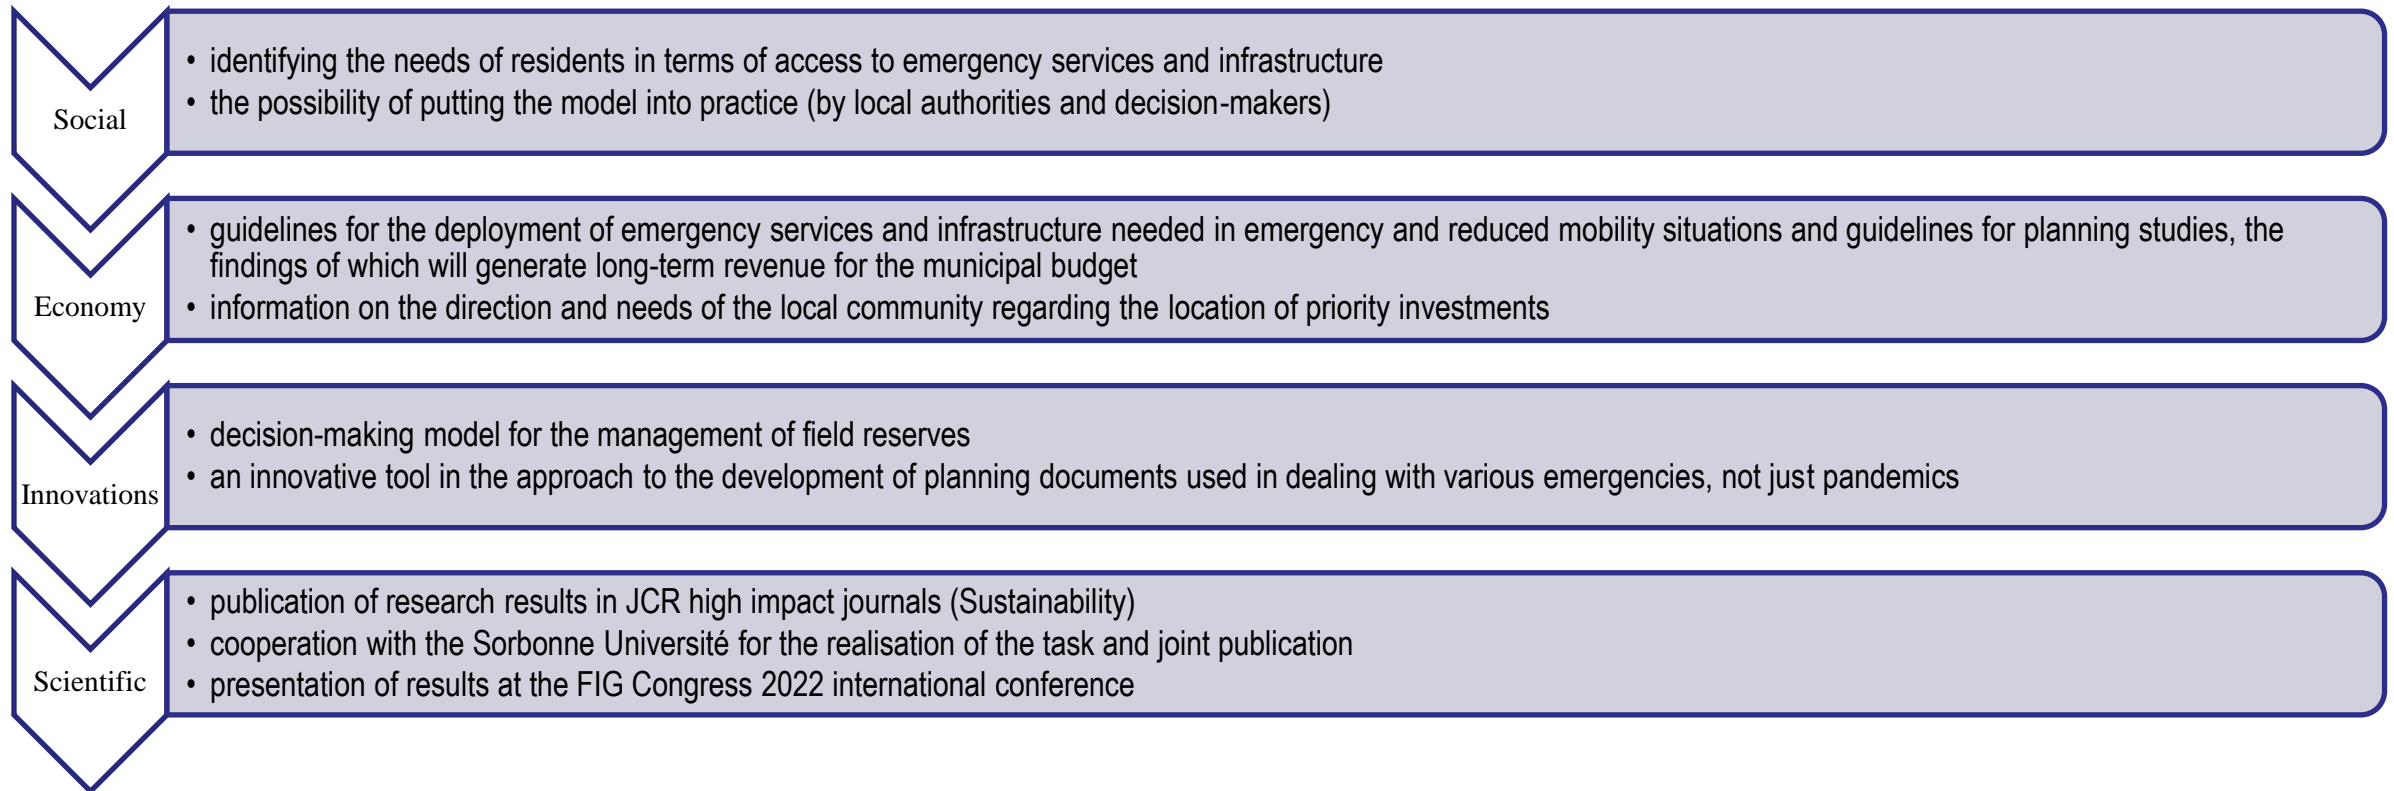 Social
• identifying the needs of residents in terms of access to emergency services and infrastructure
• the possibility of putting the model into practice (by local authorities and decision-makers)
Economy
• guidelines for the deployment of emergency services and infrastructure needed in emergency and reduced mobility situations and guidelines for planning studies, the
findings of which will generate long-term revenue for the municipal budget
• information on the direction and needs of the local community regarding the location of priority investments
Innovations
• decision-making model for the management of field reserves
• an innovative tool in the approach to the development of planning documents used in dealing with various emergencies, not just pandemics
Scientific
• publication of research results in JCR high impact journals (Sustainability)
• cooperation with the Sorbonne Université for the realisation of the task and joint publication
• presentation of results at the FIG Congress 2022 international conference